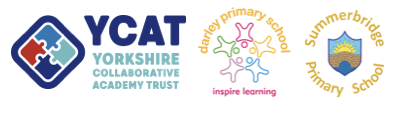 YCAT
YORKSHIRE
COLLABORATIVE
ACADEMY TRUST
darley primary school
inspire learning
Summerbridge
Primary School